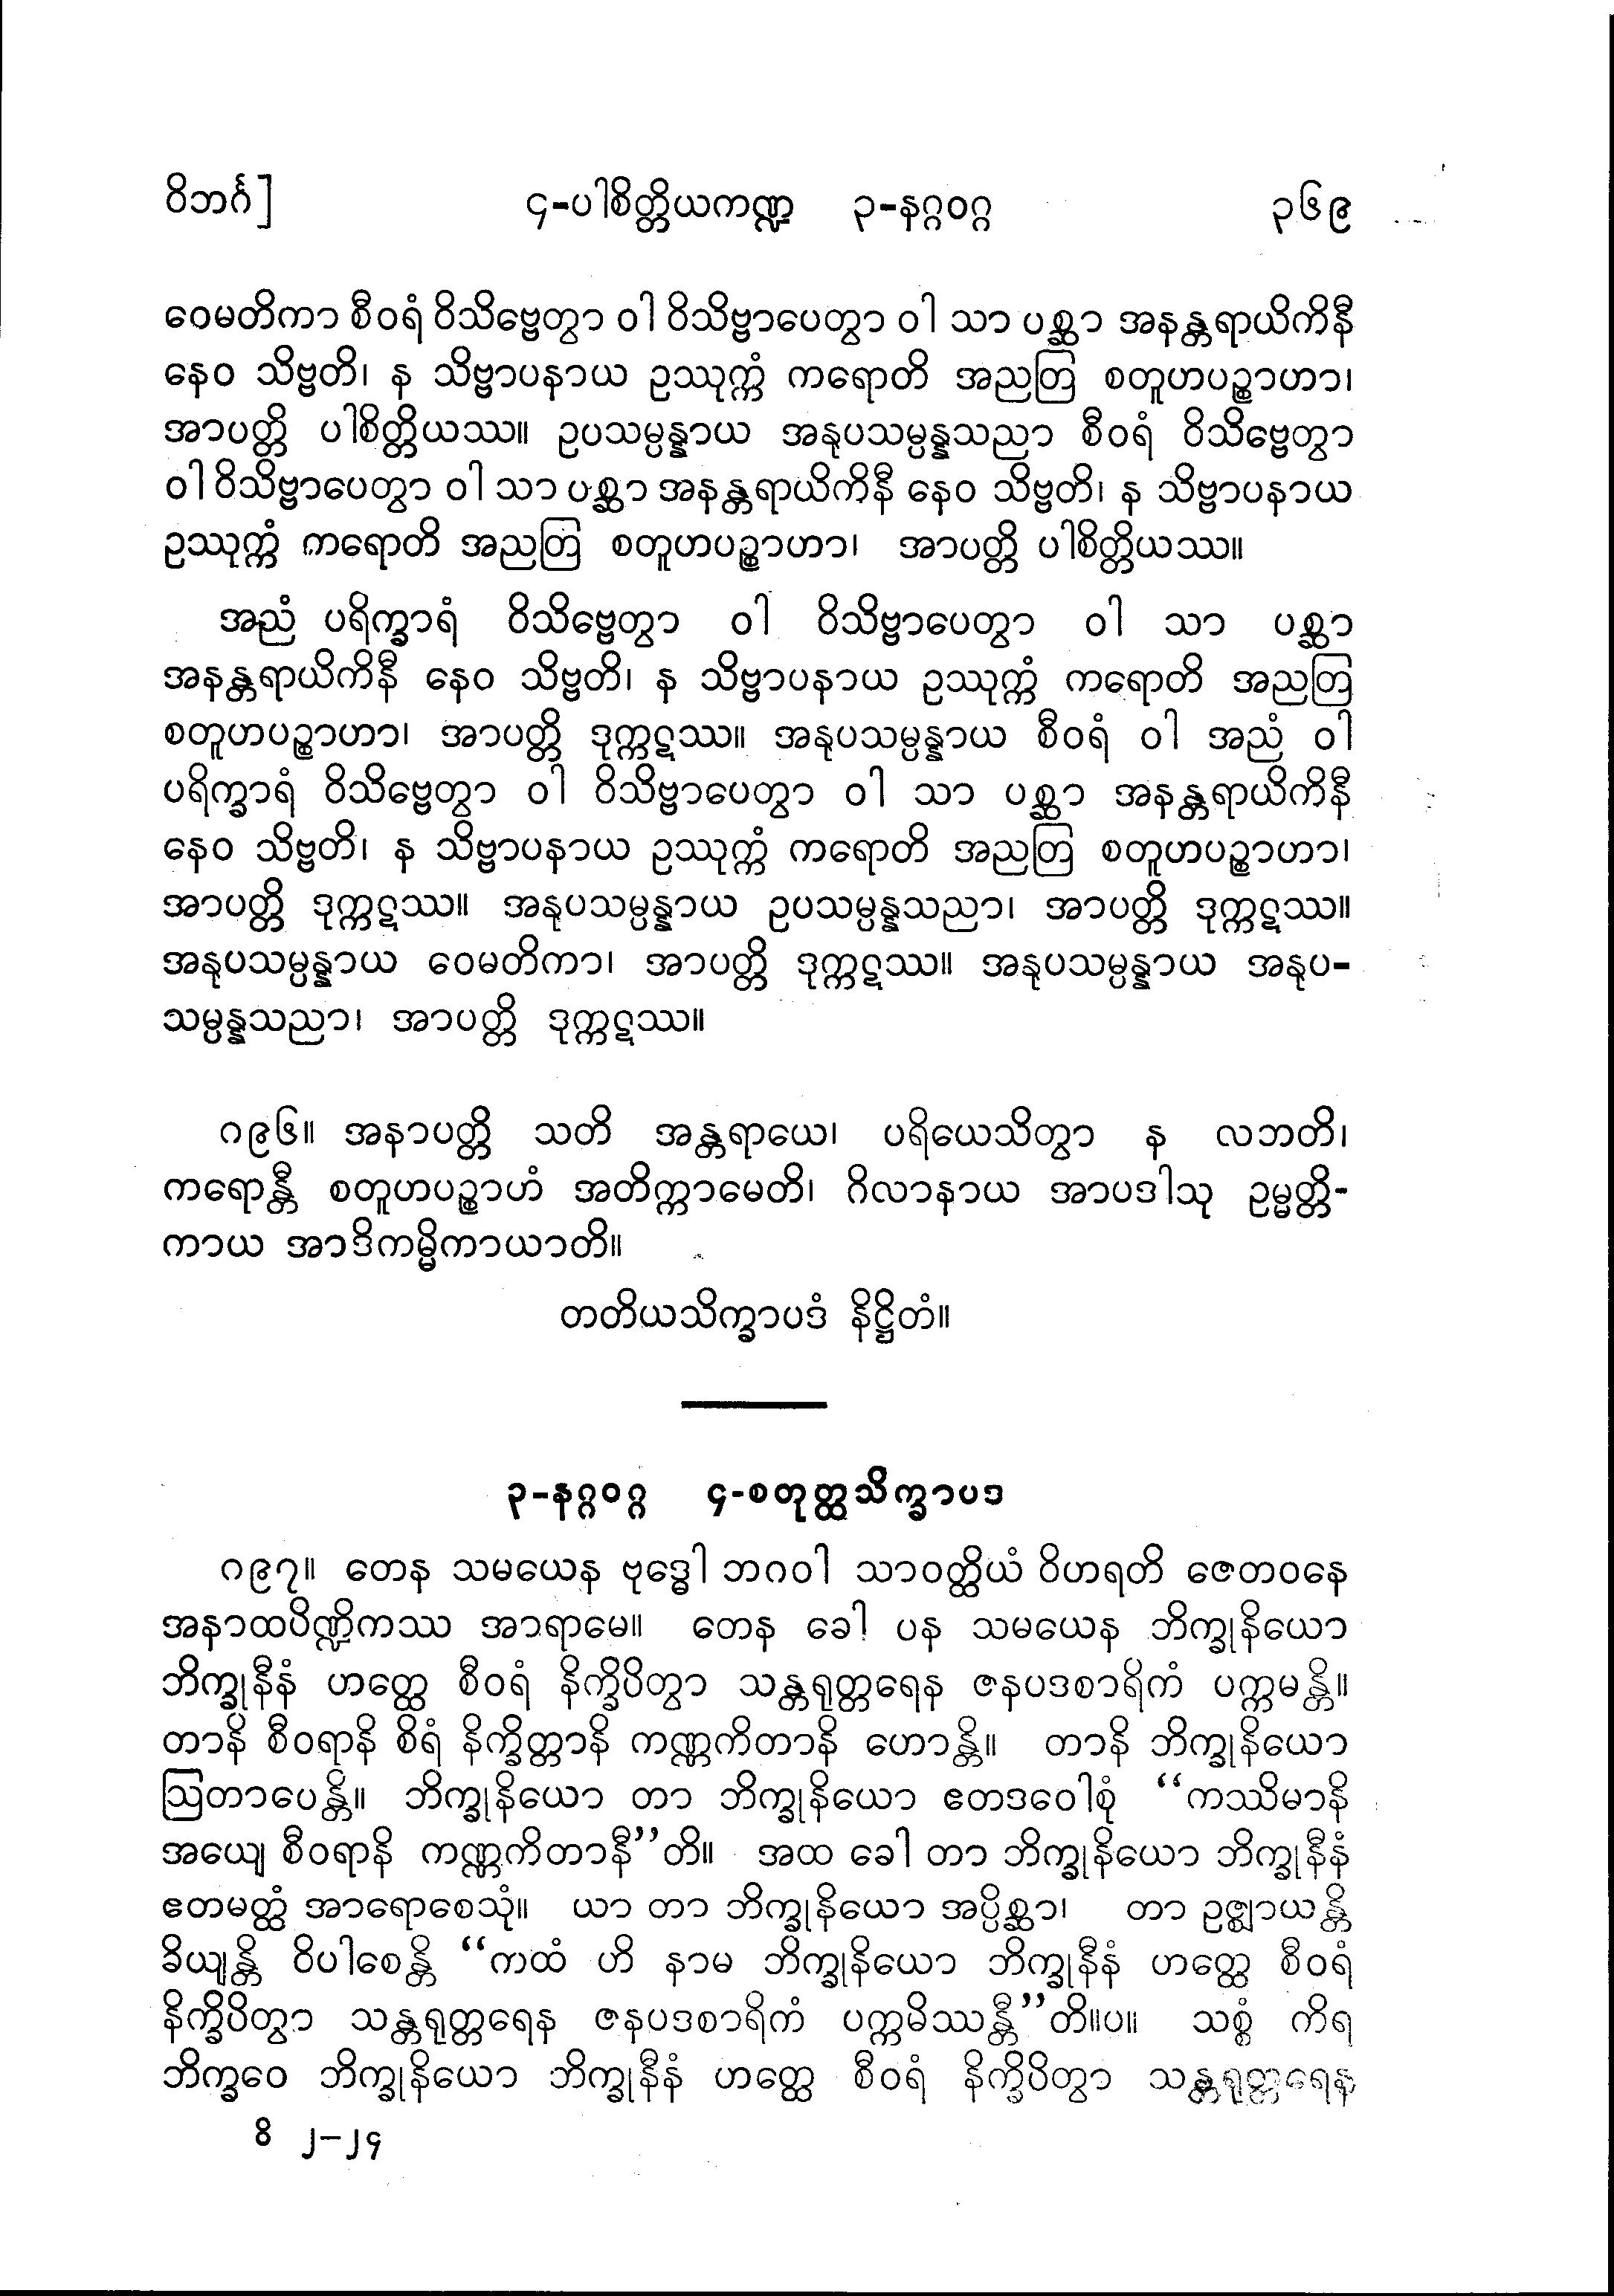 ဝိဘင်္ဂ]	၄-ပါစိတ္တိယကဏ္ဍ ၃-နဂ္ဂဝဂ္ဂ	၃၆၉
ဝေမတိကာ စီဝရံ ဝိသိဗ္ဗေတွာ ဝါ ဝိသိဗ္ဗာပေတွာ ဝါ သာ ပစ္ဆာ အနန္တရာယိကိနီ
နေဝ သိဗ္ဗတိ၊ န သိဗ္ဗာပနာယ ဥဿုက္ကံ ကရောတိ အညတြ စတူဟပဉ္စာဟာ၊
အာပတ္တိ ပါစိတ္တိယဿ။ ဥပသမ္ပန္နာယ အနုပသမ္ပန္နသညာ စီဝရံ ဝိသိဗ္ဗေတွာ
ဝါ ဝိသိဗ္ဗာပေတွာ ဝါ သာ ပစ္ဆာ အနန္တရာယိကိနီ နေဝ သိဗ္ဗတိ၊ န သိဗ္ဗာပနာယ
ဥဿုက္ကံ ကရောတိ အညတြ စတူဟပဉ္စာဟာ၊ အာပတ္တိ ပါစိတ္တိယဿ။
အညံ ပရိက္ခာရံ ဝိသိဗ္ဗေတွာ ဝါ ဝိသိဗ္ဗာပေတွာ ဝါ သာ ပစ္ဆာ
အနန္တရာယိကိနီ နေဝ သိဗ္ဗတိ၊ န သိဗ္ဗာပနာယ ဥဿုက္ကံ ကရောတိ အညတြ
စတူဟပဉ္စာဟာ၊ အာပတ္တိ ဒုက္ကဋဿ။ အနုပသမ္ပန္နာယ စီဝရံ ဝါ အညံ ဝါ
ပရိက္ခာရံ ဝိသိဗ္ဗေတွာ ဝါ ဝိသိဗ္ဗာပေတွာ ဝါ သာ ပစ္ဆာ အနန္တရာယိကိနီ
နေဝ သိဗ္ဗတိ၊ န သိဗ္ဗာပနာယ ဥဿုက္ကံ ကရောတိ အညတြ စတူဟပဉ္စာဟာ၊
အာပတ္တိ ဒုက္ကဋဿ။ အနုပသမ္ပန္နာယ ဥပသမ္ပန္နသညာ၊ အာပတ္တိ ဒုက္ကဋဿ။
အနုပသမ္ပန္နာယ ဝေမတိကာ၊ အာပတ္တိ ဒုက္ကဋဿ။ အနုပသမ္ပန္နာယ အနုပ-
သမ္ပန္နသညာ၊ အာပတ္တိ ဒုက္ကဋဿ။
၈၉၆။ အနာပတ္တိ သတိ အန္တရာယေ၊ ပရိယေသိတွာ န လဘတိ၊
ကရောန္တီ စတူဟပဉ္စာဟံ အတိက္ကာမေတိ၊ ဂိလာနာယ အာပဒါသု ဥမ္မတ္တိ-
ကာယ အာဒိကမ္မိကာယာတိ။
တတိယသိက္ခာပဒံ နိဋ္ဌိတံ။
၃-နဂ္ဂဝဂ္ဂ ၄-စတုတ္ထသိက္ခာပဒ
၈၉၇။ တေန သမယေန ဗုဒ္ဓေါ ဘဂဝါ သာဝတ္ထိယံ ဝိဟရတိ ဇေတဝနေ
အနာထပိဏ္ဍိကဿ အာရာမေ။ တေန ခေါ ပန သမယေန ဘိက္ခုနိယော
ဘိက္ခုနီနံ ဟတ္ထေ စီဝရံ နိက္ခိပိတွာ သန္တရုတ္တရေန ဇနပဒစာရိကံ ပက္ကမန္တိ။
တာနိ စီဝရာနိ စိရံ နိက္ခိတ္တာနိ ကဏ္ဏကိတာနိ ဟောန္တိ။ တာနိ ဘိက္ခုနိယော
ဩတာပေန္တိ။ ဘိက္ခုနိယော တာ ဘိက္ခုနိယော ဧတဒဝေါစုံ “ကဿိမာနိ
အယျေ စီဝရာနိ ကဏ္ဏကိတာနီ”တိ။ အထ ခေါ တာ ဘိက္ခုနိယော ဘိက္ခုနီနံ
ဧတမတ္ထံ အာရောစေသုံ။ ယာ တာ ဘိက္ခုနိယော အပ္ပိစ္ဆာ၊ တာ ဥဇ္ဈာယန္တိ
ခိယျန္တိ ဝိပါစေန္တိ “ကထံ ဟိ နာမ ဘိက္ခုနိယော ဘိက္ခုနီနံ ဟတ္ထေ စီဝရံ
နိက္ခိပိတွာ သန္တရုတ္တရေန ဇနပဒစာရိကံ ပက္ကမိဿန္တီ”တိ။ပ။ သစ္စံ ကိရ
ဘိက္ခဝေ ဘိက္ခုနိယော ဘိက္ခုနီနံ ဟတ္ထေ စီဝရံ နိက္ခိပိတွာ သန္တရုတ္တရေန
ဝိ ၂–၂၄